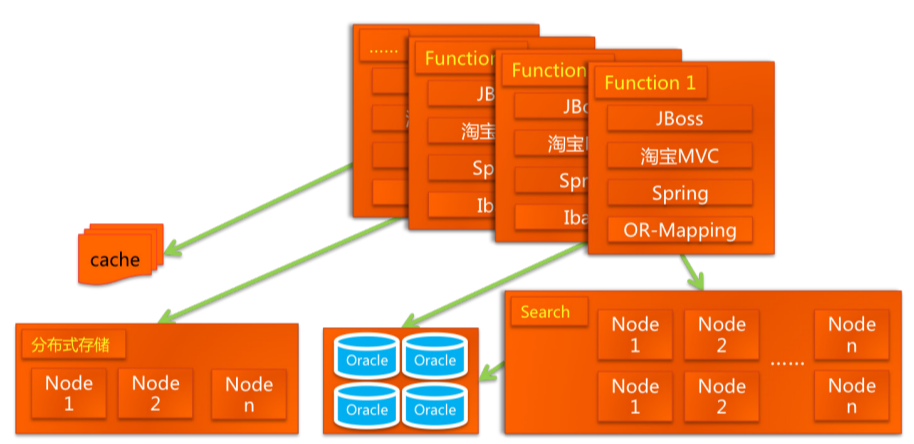 ......
Function
JB
淘宝
Sp
Ib
Function
JBo
淘宝
Spr
Iba
Function 1
JBoss
淘宝MVC
Spring
OR-Mapping
cache
分布式存储
Node 1
Node 2
Node n
Oracle
Oracle
Oracle
Oracle
Search
Node 1
Node 2
......
Node n
Node 1
Node 2
Node n